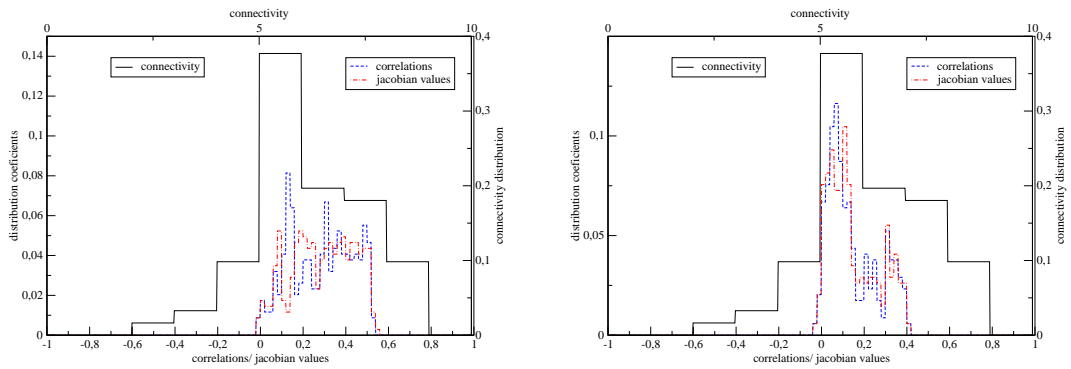 connectivity
0 5 10
0,14
0,12
0,1
0,08
0,06
0,04
0,02
0
distribution coeficients
connectivity
correlations
jacobian values
0,4
0,3
0,2
0,1
0
connectivity distribution
-1 -0,8 -0,6 -0,4 -0,2 0 0,2 0,4 0,6 0,8 1
correlations/ jacobian values
connectivity
0 5 10
0,1
0,05
0
distribution coeficients
connectivity
correlations
jacobian values
0,4
0,3
0,2
0,1
0
connectivity distribution
-1 -0,8 -0,6 -0,4 -0,2 0 0,2 0,4 0,6 0,8 1
correlations/ jacobian values